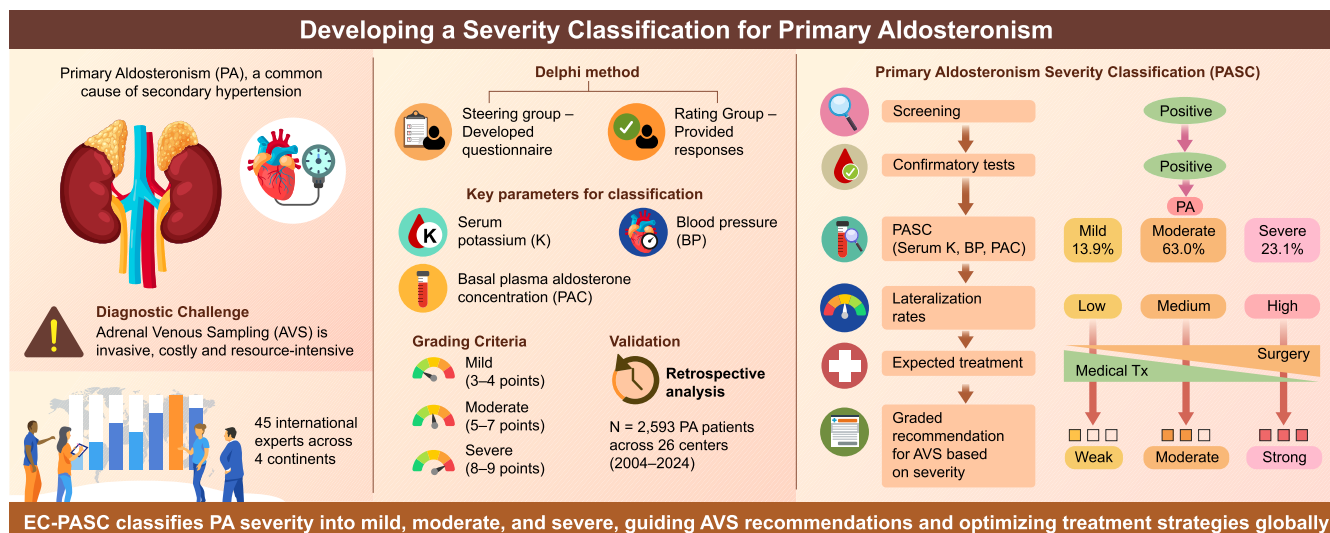 Developing a Severity Classification for Primary Aldosteronism
Primary Aldosteronism (PA), a common
cause of secondary hypertension
Diagnostic Challenge
Adrenal Venous Sampling (AVS) is
invasive, costly and resource-intensive
45 international
experts across
4 continents
Delphi method
Steering group –
Developed
questionnaire
Rating Group –
Provided
responses
Key parameters for classification
K
Serum
potassium (K)
Blood pressure
(BP)
Basal plasma aldosterone
concentration (PAC)
Grading Criteria
Mild
(3–4 points)
Moderate
(5–7 points)
Severe
(8–9 points)
Validation
Retrospective
analysis
N = 2,593 PA patients
across 26 centers
(2004–2024)
Primary Aldosteronism Severity Classification (PASC)
Screening
Positive
Confirmatory tests
Positive
PA
PASC
(Serum K, BP, PAC)
Mild
13.9%
Moderate
63.0%
Severe
23.1%
Lateralization
rates
Low
Medium
High
Expected treatment
Surgery
Medical Tx
Graded
recommendation
for AVS based
on severity
Weak
Moderate
Strong
EC-PASC classifies PA severity into mild, moderate, and severe, guiding AVS recommendations and optimizing treatment strategies globally